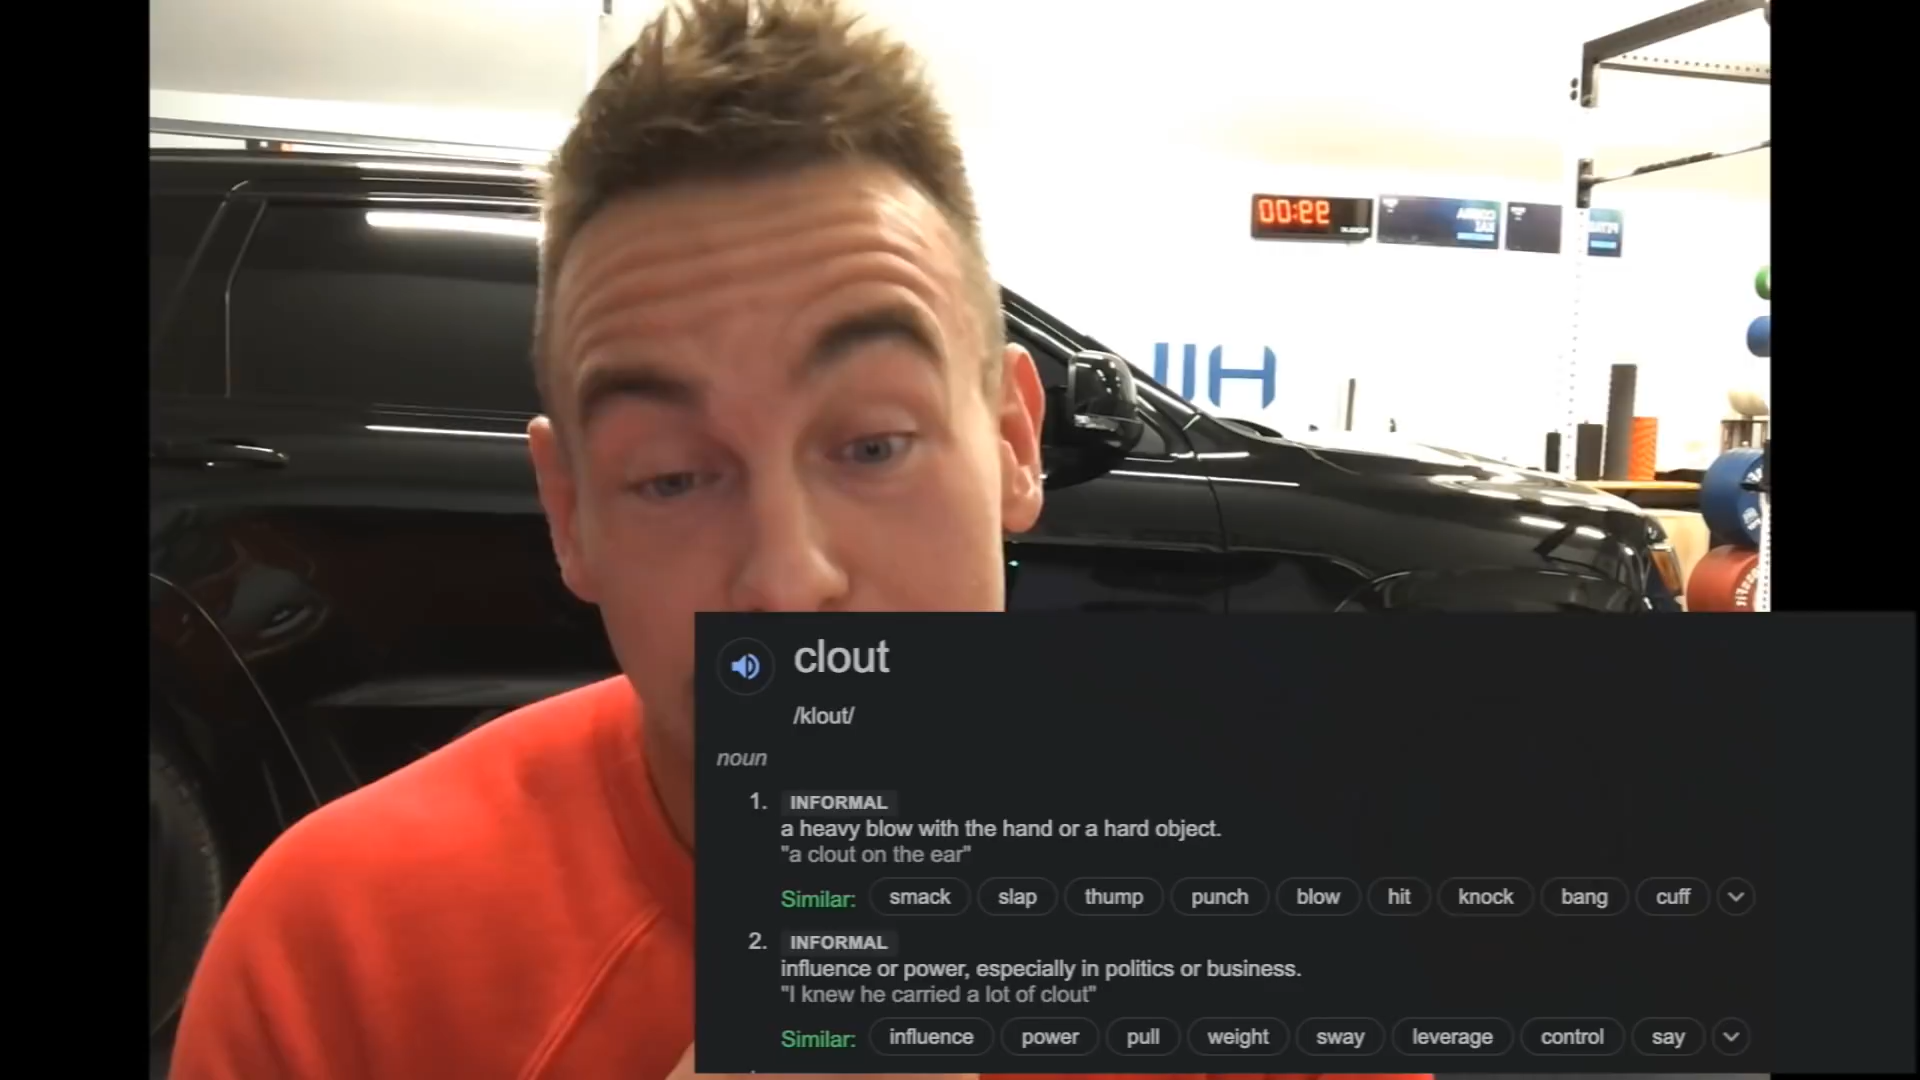 clout
/klout/
noun
1. INFORMAL
a heavy blow with the hand or a hard object.
"a clout on the ear"
Similar: smack slap thump punch blow hit knock bang cuff
2. INFORMAL
influence or power, especially in politics or business.
"I knew he carried a lot of clout"
Similar: influence power pull weight sway leverage control say